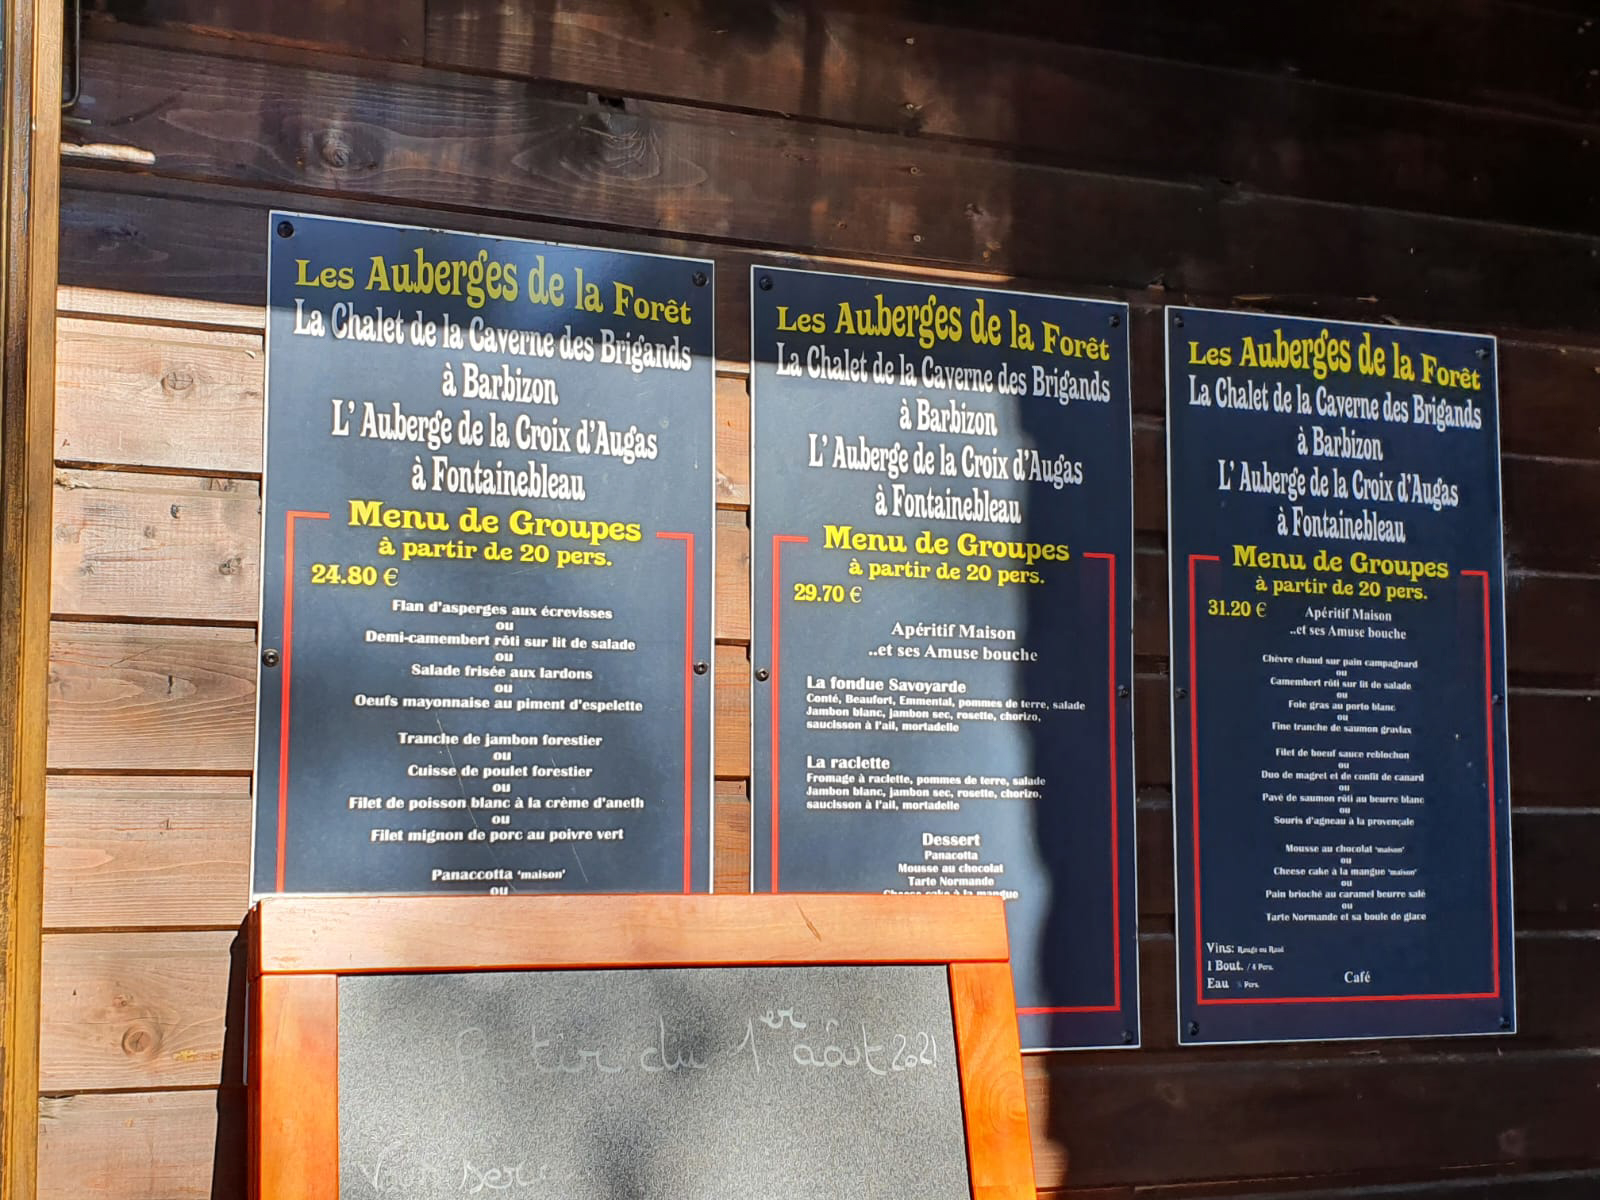 Les Auberges de la Forêt
La Chalet de la Caverne des Brigands
à Barbizon
L' Auberge de la Croix d'Augas
à Fontainebleau
Menu de Groupes
à partir de 20 pers.
24.80 €
Flan d'asperges aux écrevisses
ou
Demi-camembert rôti sur lit de salade
ou
Salade frisée aux lardons
ou
Oeufs mayonnaise au piment d'espelette
Tranche de jambon forestier
ou
Cuisse de poulet forestier
ou
Filet de poisson blanc à la crème d'aneth
ou
Filet mignon de porc au poivre vert
Panaccotta 'maison'
ou
Les Auberges de la Forêt
La Chalet de la Caverne des Brigands
à Barbizon
L' Auberge de la Croix d'Augas
à Fontainebleau
Menu de Groupes
à partir de 20 pers.
29.70 €
Apéritif Maison
..et ses Amuse bouche
La fondue Savoyarde
Conté, Beaufort, Emmental, pommes de terre, salade
Jambon blanc, jambon sec, rosette, chorizo,
saucisson à l'ail, mortadelle
La raclette
Fromage à raclette, pommes de terre, salade
Jambon blanc, jambon sec, rosette, chorizo,
saucisson à l'ail, mortadelle
Dessert
Panacotta
Mousse au chocolat
Tarte Normande
Cheese cake à la mangue
Les Auberges de la Forêt
La Chalet de la Caverne des Brigands
à Barbizon
L' Auberge de la Croix d'Augas
à Fontainebleau
Menu de Groupes
à partir de 20 pers.
31.20 €
Apéritif Maison
..et ses Amuse bouche
Chèvre chaud sur pain campagnard
ou
Camembert rôti sur lit de salade
ou
Foie gras au porto blanc
ou
Fine tranche de saumon gravlax
Filet de boeuf sauce reblochon
ou
Duo de magret et de confit de canard
ou
Pavé de saumon rôti au beurre blanc
ou
Souris d'agneau à la provençale
Mousse au chocolat 'maison'
ou
Cheese cake à la mangue 'maison'
ou
Pain brioché au caramel beurre salé
ou
Tarte Normande et sa boule de glace
Vins: Rouge ou Rosé
1 Bout. / 4 Pers.
Eau Pers.
Café
du 1er août 2021